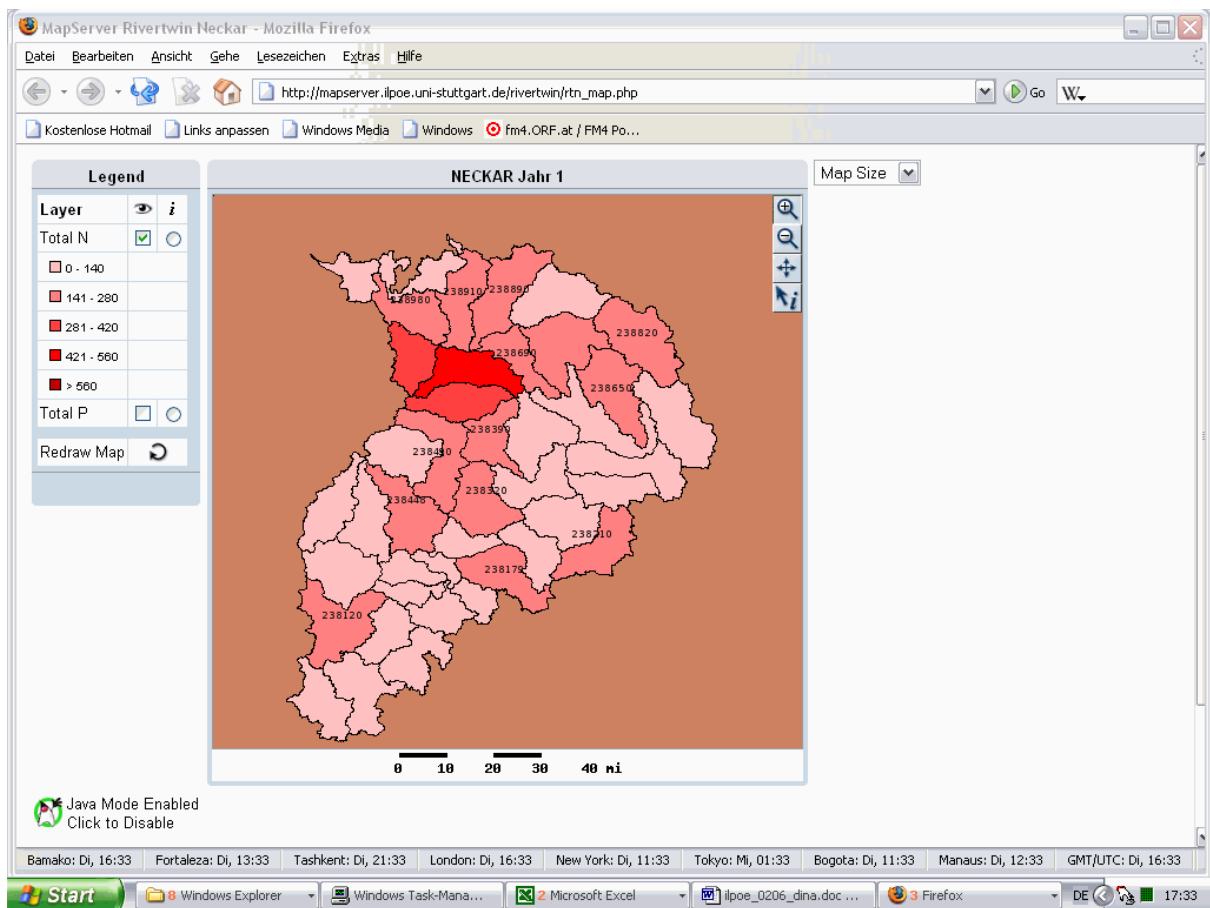 MapServer Rivertwin Neckar - Mozilla Firefox
Datei Bearbeiten Ansicht Gehe Lesezeichen Extras Hilfe
http://mapserver.ilpoe.uni-stuttgart.de/rivertwin/rtn_map.php Go W
Kostenlose Hotmail Links anpassen Windows Media Windows fm4.ORF.at / FM4 Po...
Legend
Layer i
Total N
0 - 140
141 - 280
281 - 420
421 - 560
> 560
Total P
Redraw Map
NECKAR Jahr 1
Map Size
238980
238910
238890
238820
238690
238650
238390
238448
238320
238210
238179
238120
0 10 20 30 40 mi
Java Mode Enabled
Click to Disable
Bamako: Di, 16:33 Fortaleza: Di, 13:33 Tashkent: Di, 21:33 London: Di, 16:33 New York: Di, 11:33 Tokyo: Mi, 01:33 Bogota: Di, 11:33 Manaus: Di, 12:33 GMT/UTC: Di, 16:33
Start 8 Windows Explorer Windows Task-Mana... 2 Microsoft Excel ilpoe_0206_dina.doc ... 3 Firefox DE 17:33